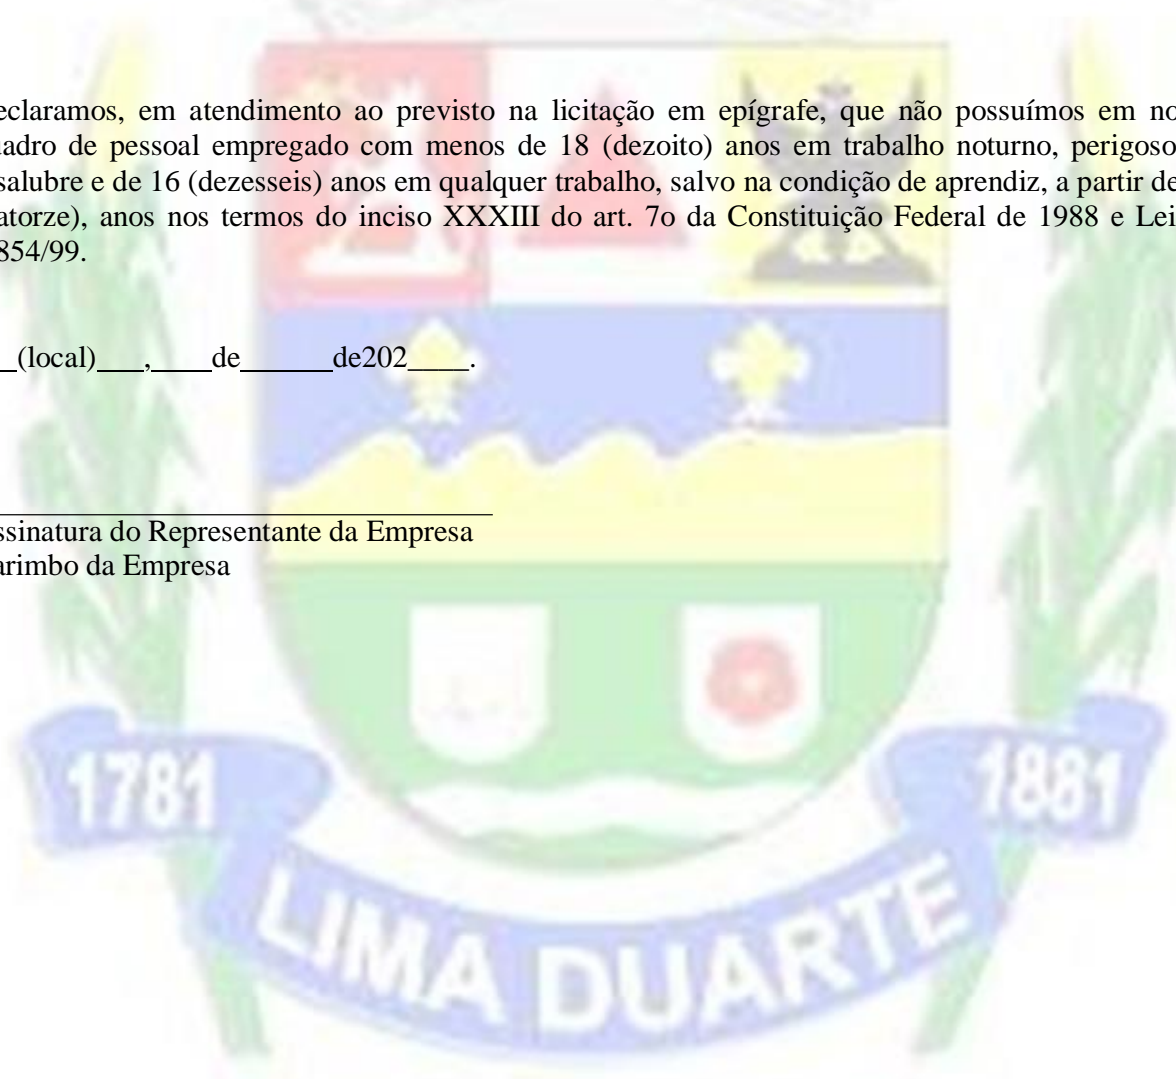 eclaramos, em atendimento ao previsto na licitação em epígrafe, que não possuímos em no
uadro de pessoal empregado com menos de 18 (dezoito) anos em trabalho noturno, perigoso
salubre e de 16 (dezesseis) anos em qualquer trabalho, salvo na condição de aprendiz, a partir de
atorze), anos nos termos do inciso XXXIII do art. 7o da Constituição Federal de 1988 e Lei
854/99.
_(local)___,____de______de202____.
ssinatura do Representante da Empresa
arimbo da Empresa
1781
1881
LIMA DUARTE